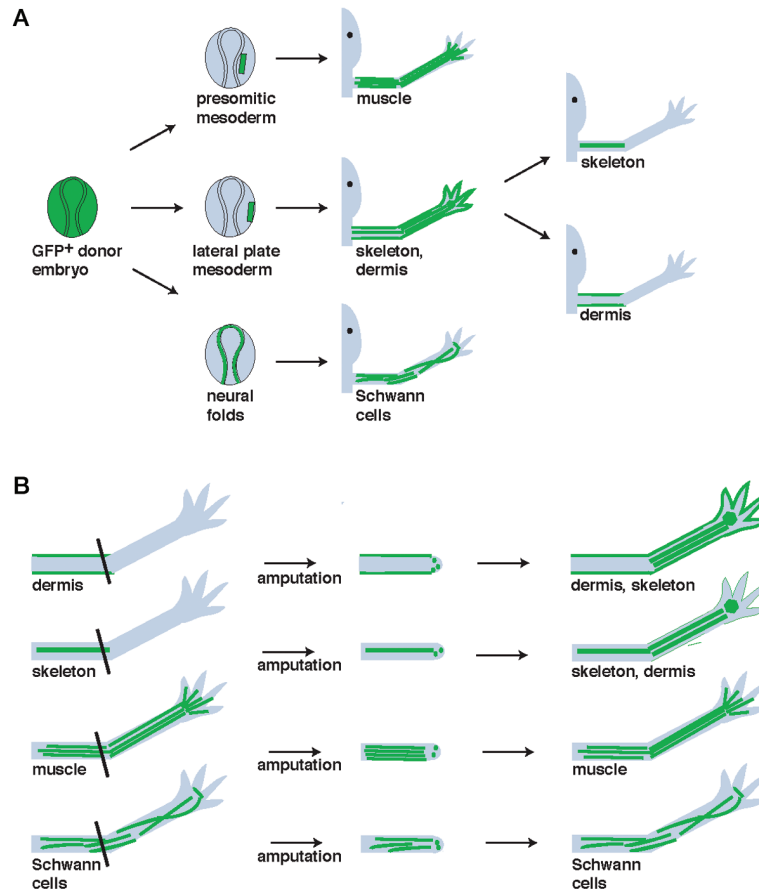 A
presomitic
mesoderm
muscle
skeleton
GFP+ donor
embryo
lateral plate
mesoderm
skeleton,
dermis
dermis
neural
folds
Schwann
cells
B
dermis
amputation
dermis, skeleton
skeleton
amputation
skeleton, dermis
muscle
amputation
muscle
Schwann
cells
amputation
Schwann
cells